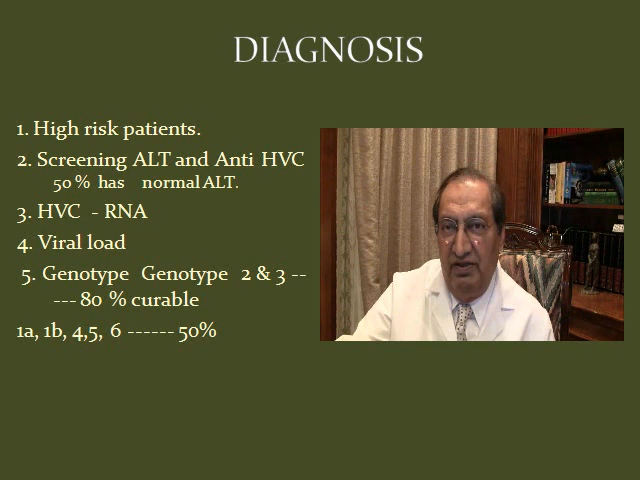 DIAGNOSIS
1. High risk patients.
2. Screening ALT and Anti HVC
50 % has normal ALT.
3. HVC - RNA
4. Viral load
5. Genotype Genotype 2 & 3 --
--- 80 % curable
1a, 1b, 4,5, 6 ------ 50%